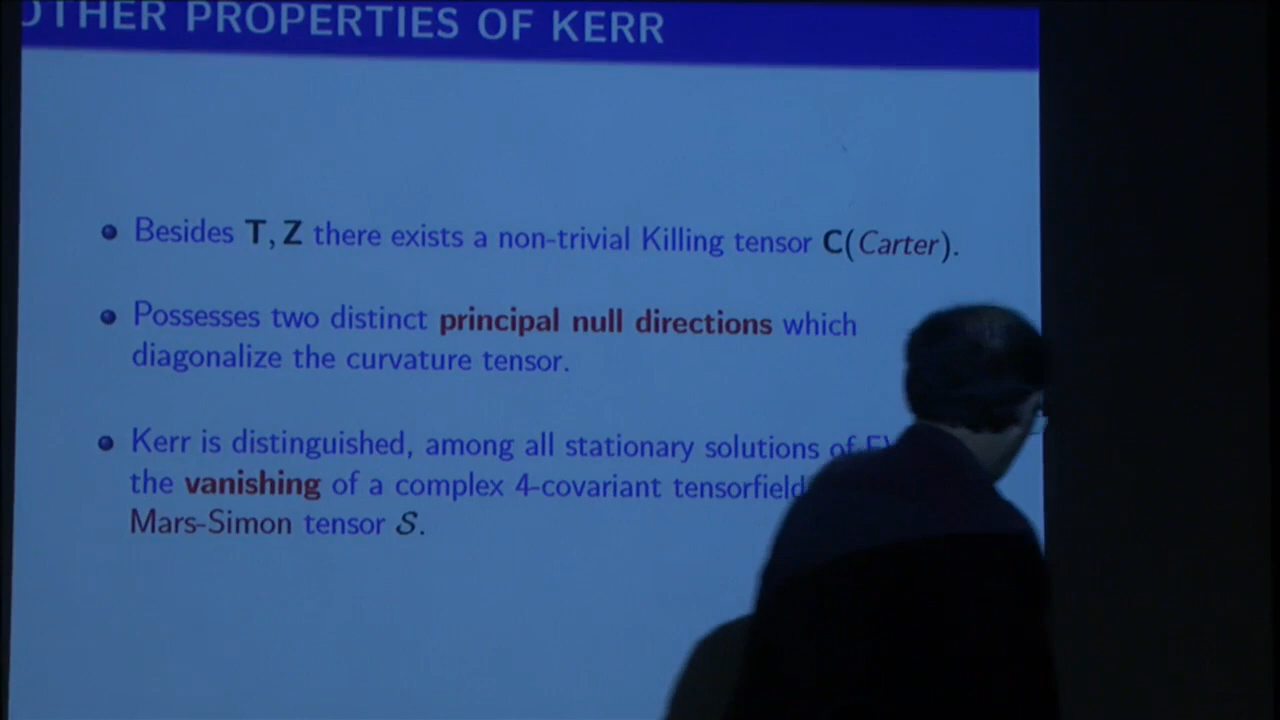 OTHER PROPERTIES OF KERR
Besides T, Z there exists a non-trivial Killing tensor C(Carter).
Possesses two distinct principal null directions which
diagonalize the curvature tensor.
Kerr is distinguished, among all stationary solutions of
the vanishing of a complex 4-covariant tensorfield
Mars-Simon tensor S.